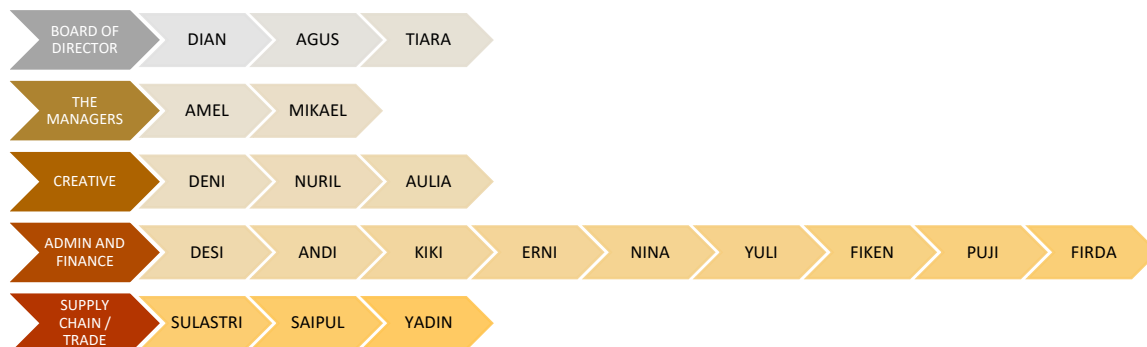 BOARD OF
DIRECTOR
DIAN
AGUS
TIARA
THE
MANAGERS
AMEL
MIKAEL
CREATIVE
DENI
NURIL
AULIA
ADMIN AND
FINANCE
DESI
ANDI
KIKI
ERNI
NINA
YULI
FIKEN
PUJI
FIRDA
SUPPLY
CHAIN /
TRADE
SULASTRI
SAIPUL
YADIN